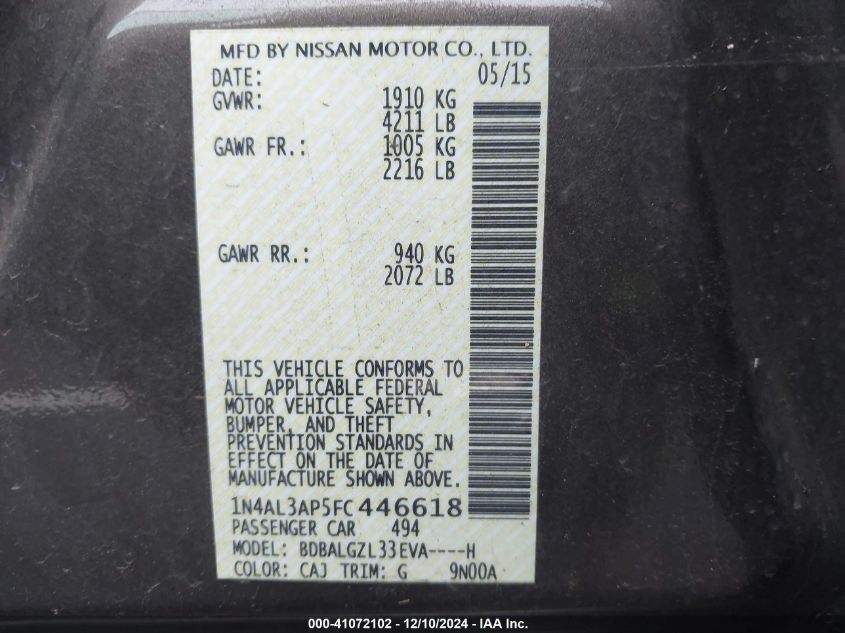 MFD BY NISSAN MOTOR CO., LTD.
DATE: 05/15
GVWR: 1910 KG
4211 LB
GAWR FR.: 1005 KG
2216 LB
GAWR RR.: 940 KG
2072 LB
THIS VEHICLE CONFORMS TO
ALL APPLICABLE FEDERAL
MOTOR VEHICLE SAFETY,
BUMPER, AND THEFT
PREVENTION STANDARDS IN
EFFECT ON THE DATE OF
MANUFACTURE SHOWN ABOVE.
1N4AL3AP5FC446618
PASSENGER CAR 494
MODEL: BDBALGZL33EVA----H
COLOR: CAJ TRIM: G 9N00A
000-41072102 - 12/10/2024 - IAA Inc.